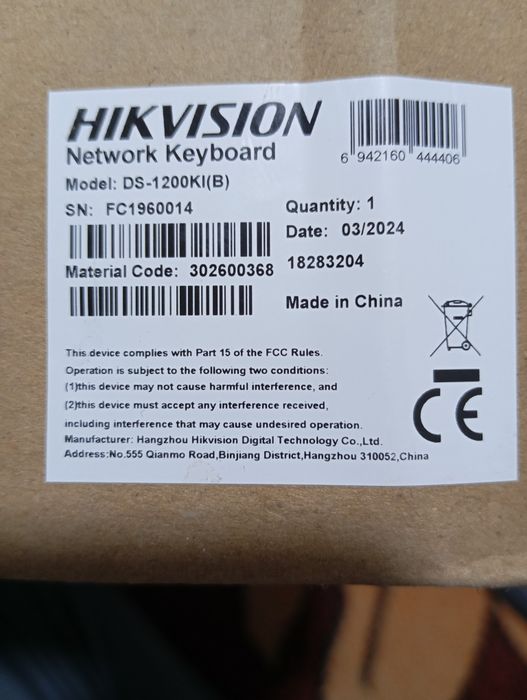 HIKVISION
Network Keyboard
6 942160 444406
Model: DS-1200KI(B)
SN: FC1960014
Quantity: 1
Date: 03/2024
Material Code: 302600368
18283204
Made in China
This device complies with Part 15 of the FCC Rules.
Operation is subject to the following two conditions:
(1)this device may not cause harmful interference, and
(2)this device must accept any interference received,
including interference that may cause undesired operation.
CE
Manufacturer: Hangzhou Hikvision Digital Technology Co.,Ltd.
Address:No.555 Qianmo Road,Binjiang District,Hangzhou 310052,China